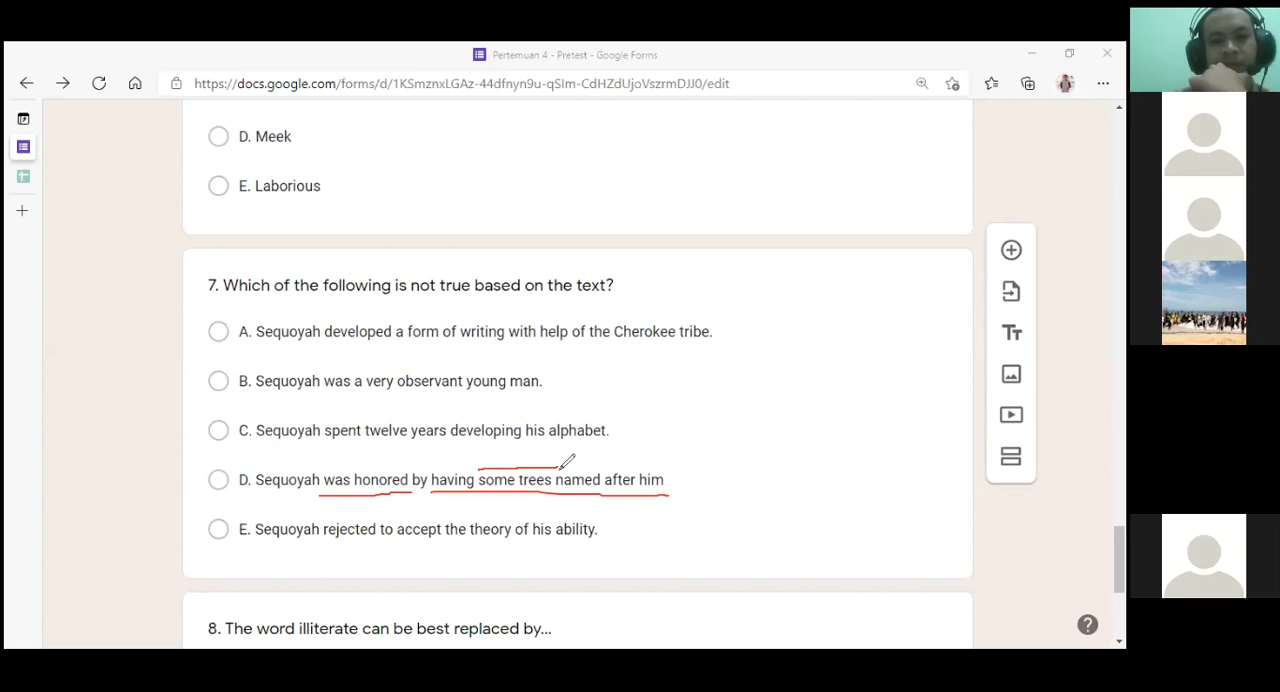 Pertemuan 4 - Pretest - Google Forms
https://docs.google.com/forms/d/1KSmznxLGAz-44dfnyn9u-qSIm-CdHZdUjoVszrmDJJ0/edit
D. Meek
E. Laborious
7. Which of the following is not true based on the text?
A. Sequoyah developed a form of writing with help of the Cherokee tribe.
B. Sequoyah was a very observant young man.
C. Sequoyah spent twelve years developing his alphabet.
D. Sequoyah was honored by having some trees named after him
E. Sequoyah rejected to accept the theory of his ability.
8. The word illiterate can be best replaced by...
Tт